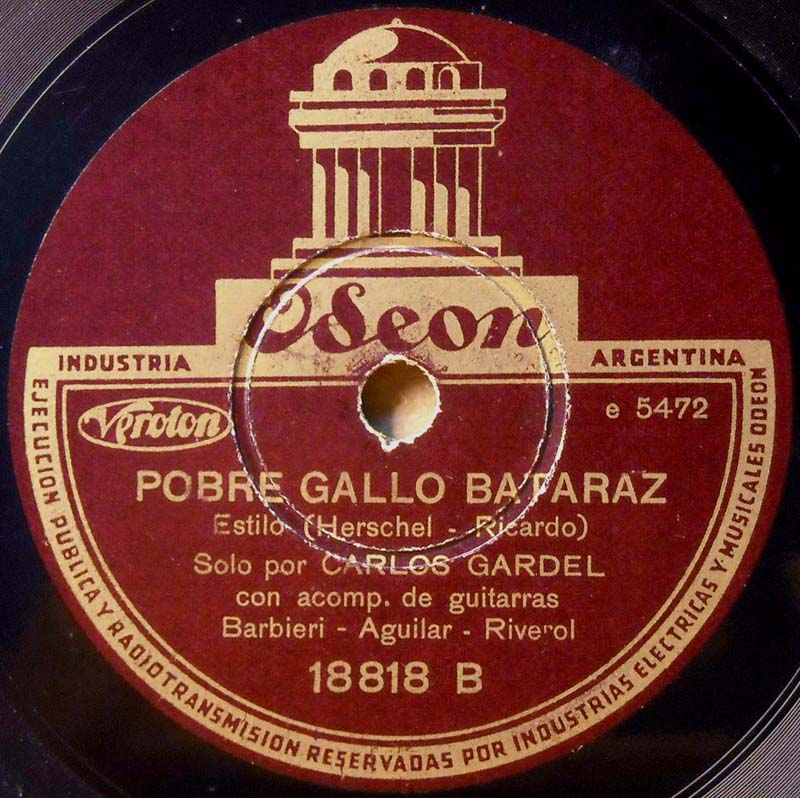 Odeon
INDUSTRIA ARGENTINA
Veroton
e 5472
POBRE GALLO BATARAZ
Estilo (Herschel - Ricardo)
Solo por CARLOS GARDEL
con acomp. de guitarras
Barbieri - Aguilar - Riverol
18818 B
EJECUCION PUBLICA Y RADIOTRANSMISION RESERVADAS POR INDUSTRIAS ELECTRICAS Y MUSICALES ODEON